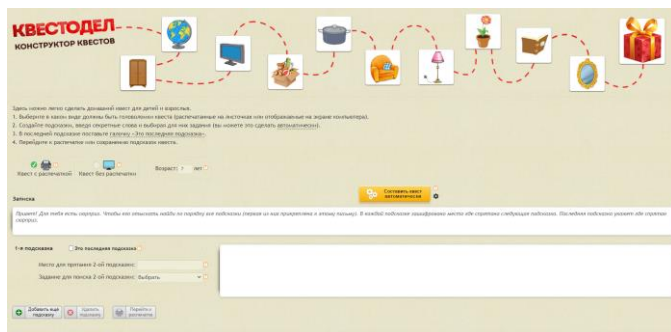 КВЕСТОДЕЛ
КОНСТРУКТОР КВЕСТОВ
Здесь можно легко сделать домашний квест для детей и взрослых.
1. Выберите в каком виде должны быть головоломки квеста (распечатанные на листочках или отображаемые на экране компьютера).
2. Создайте подсказки, введя секретные слова и выбирая для них задания (вы можете это сделать автоматически).
3. В последней подсказке поставьте галочку «Это последняя подсказка».
4. Перейдите к распечатке или сохранению подсказок квеста.
Квест с распечаткой Квест без распечатки Возраст: 7 лет
Составить квест
автоматически
Записка
Привет! Для тебя есть сюрприз. Чтобы его отыскать найди по порядку все подсказки (первая из них прикреплена к этому письму). В каждой подсказке зашифровано место где спрятана следующая подсказка. Последняя подсказка укажет где спрятан
сюрприз.
1-я подсказка Это последняя подсказка
Место для прятания 2-ой подсказки:
Задание для поиска 2-ой подсказки: Выбрать
Добавить ещё
подсказку
Удалить
подсказку
Перейти к
распечатке